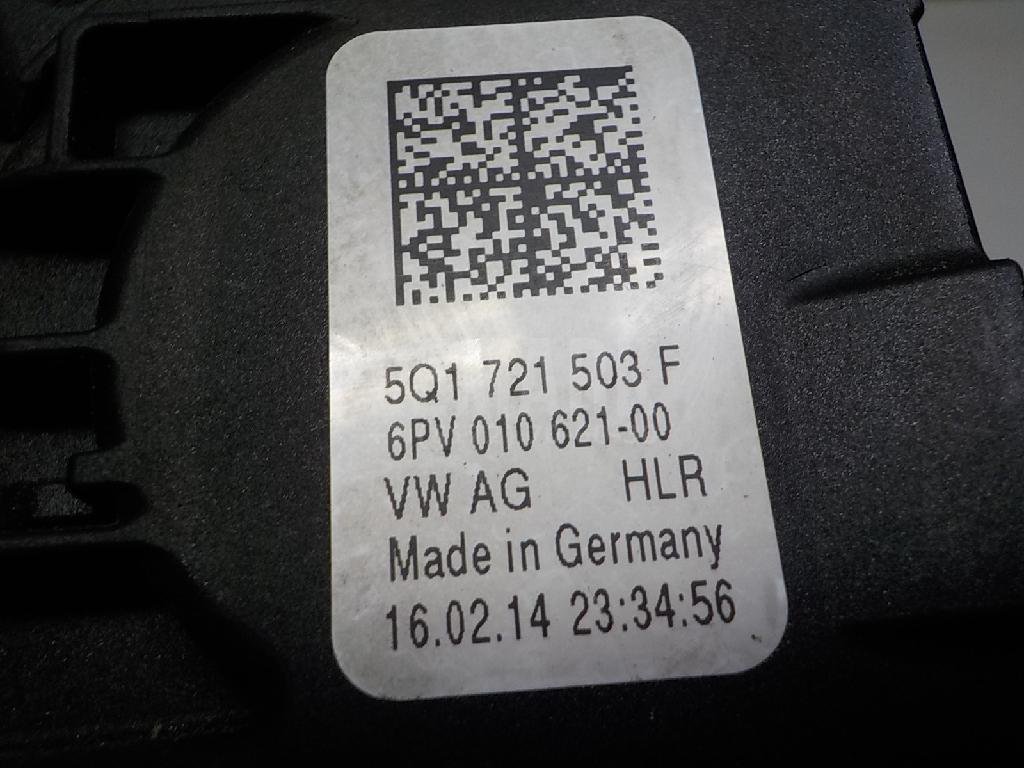 5Q1 721 503 F
6PV 010 621-00
VW AG HLR
Made in Germany
16.02.14 23:34:56